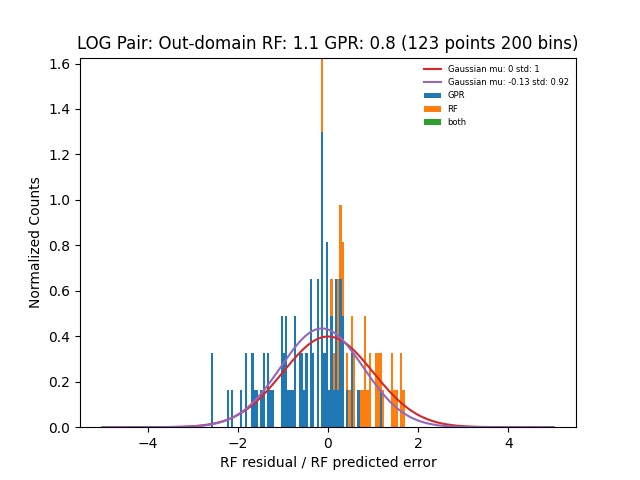 LOG Pair: Out-domain RF: 1.1 GPR: 0.8 (123 points 200 bins)
Gaussian mu: 0 std: 1
Gaussian mu: -0.13 std: 0.92
GPR
RF
both
Normalized Counts
1.6
1.4
1.2
1.0
0.8
0.6
0.4
0.2
0.0
−4 −2 0 2 4
RF residual / RF predicted error